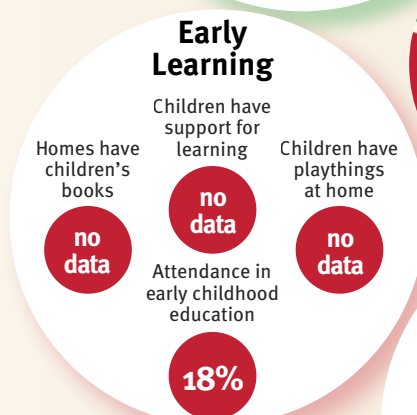 Early
Learning
Children have
support for
learning
no
data
Homes have
children's
books
no
data
Children have
playthings
at home
no
data
Attendance in
early childhood
education
18%